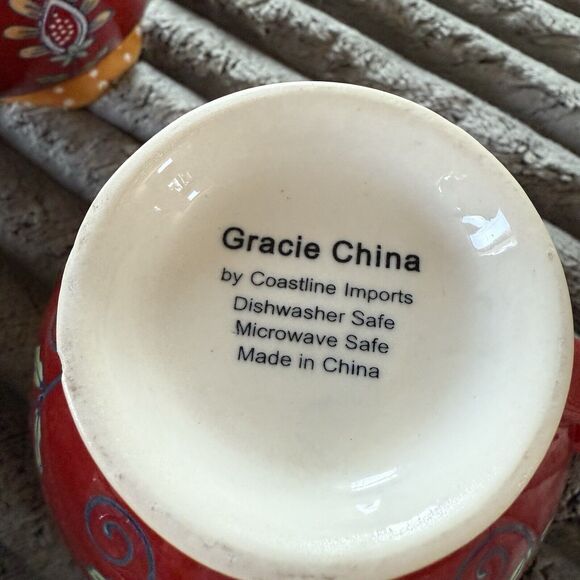 Gracie China
by Coastline Imports
Dishwasher Safe
Microwave Safe
Made in China